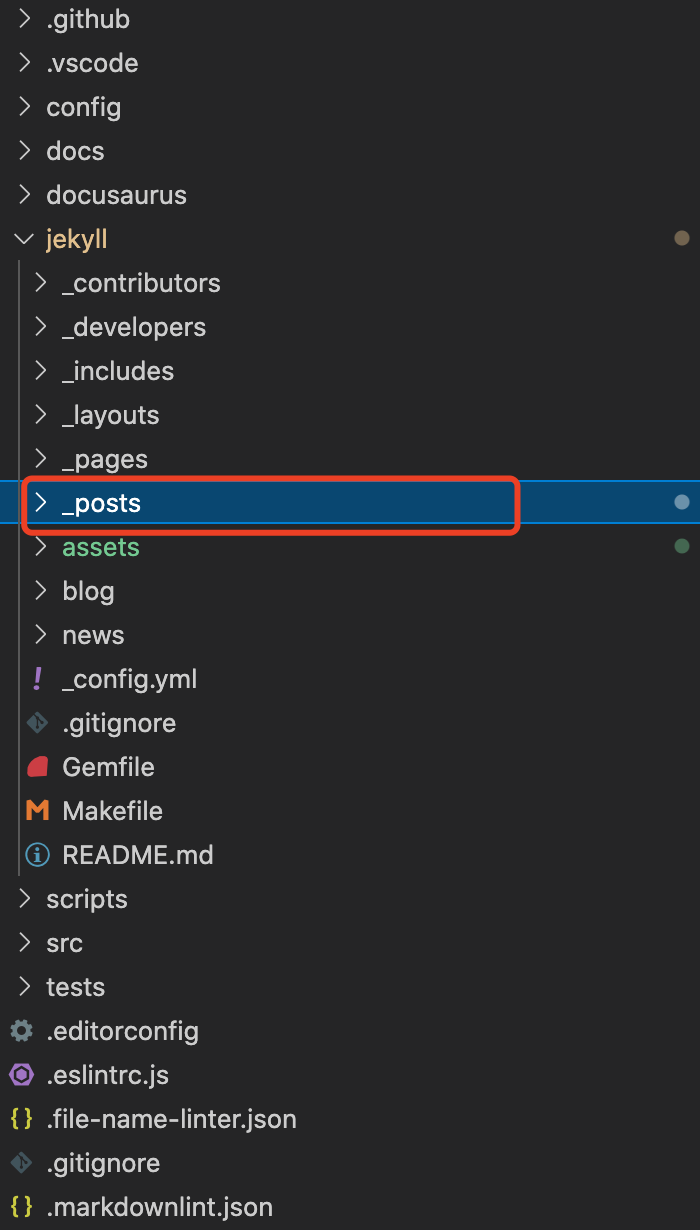 .github
.vscode
config
docs
docusaurus
jekyll
_contributors
_developers
_includes
_layouts
_pages
_posts
assets
blog
news
_config.yml
.gitignore
Gemfile
Makefile
README.md
scripts
src
tests
.editorconfig
.eslintrc.js
.file-name-linter.json
.gitignore
.markdownlint.json